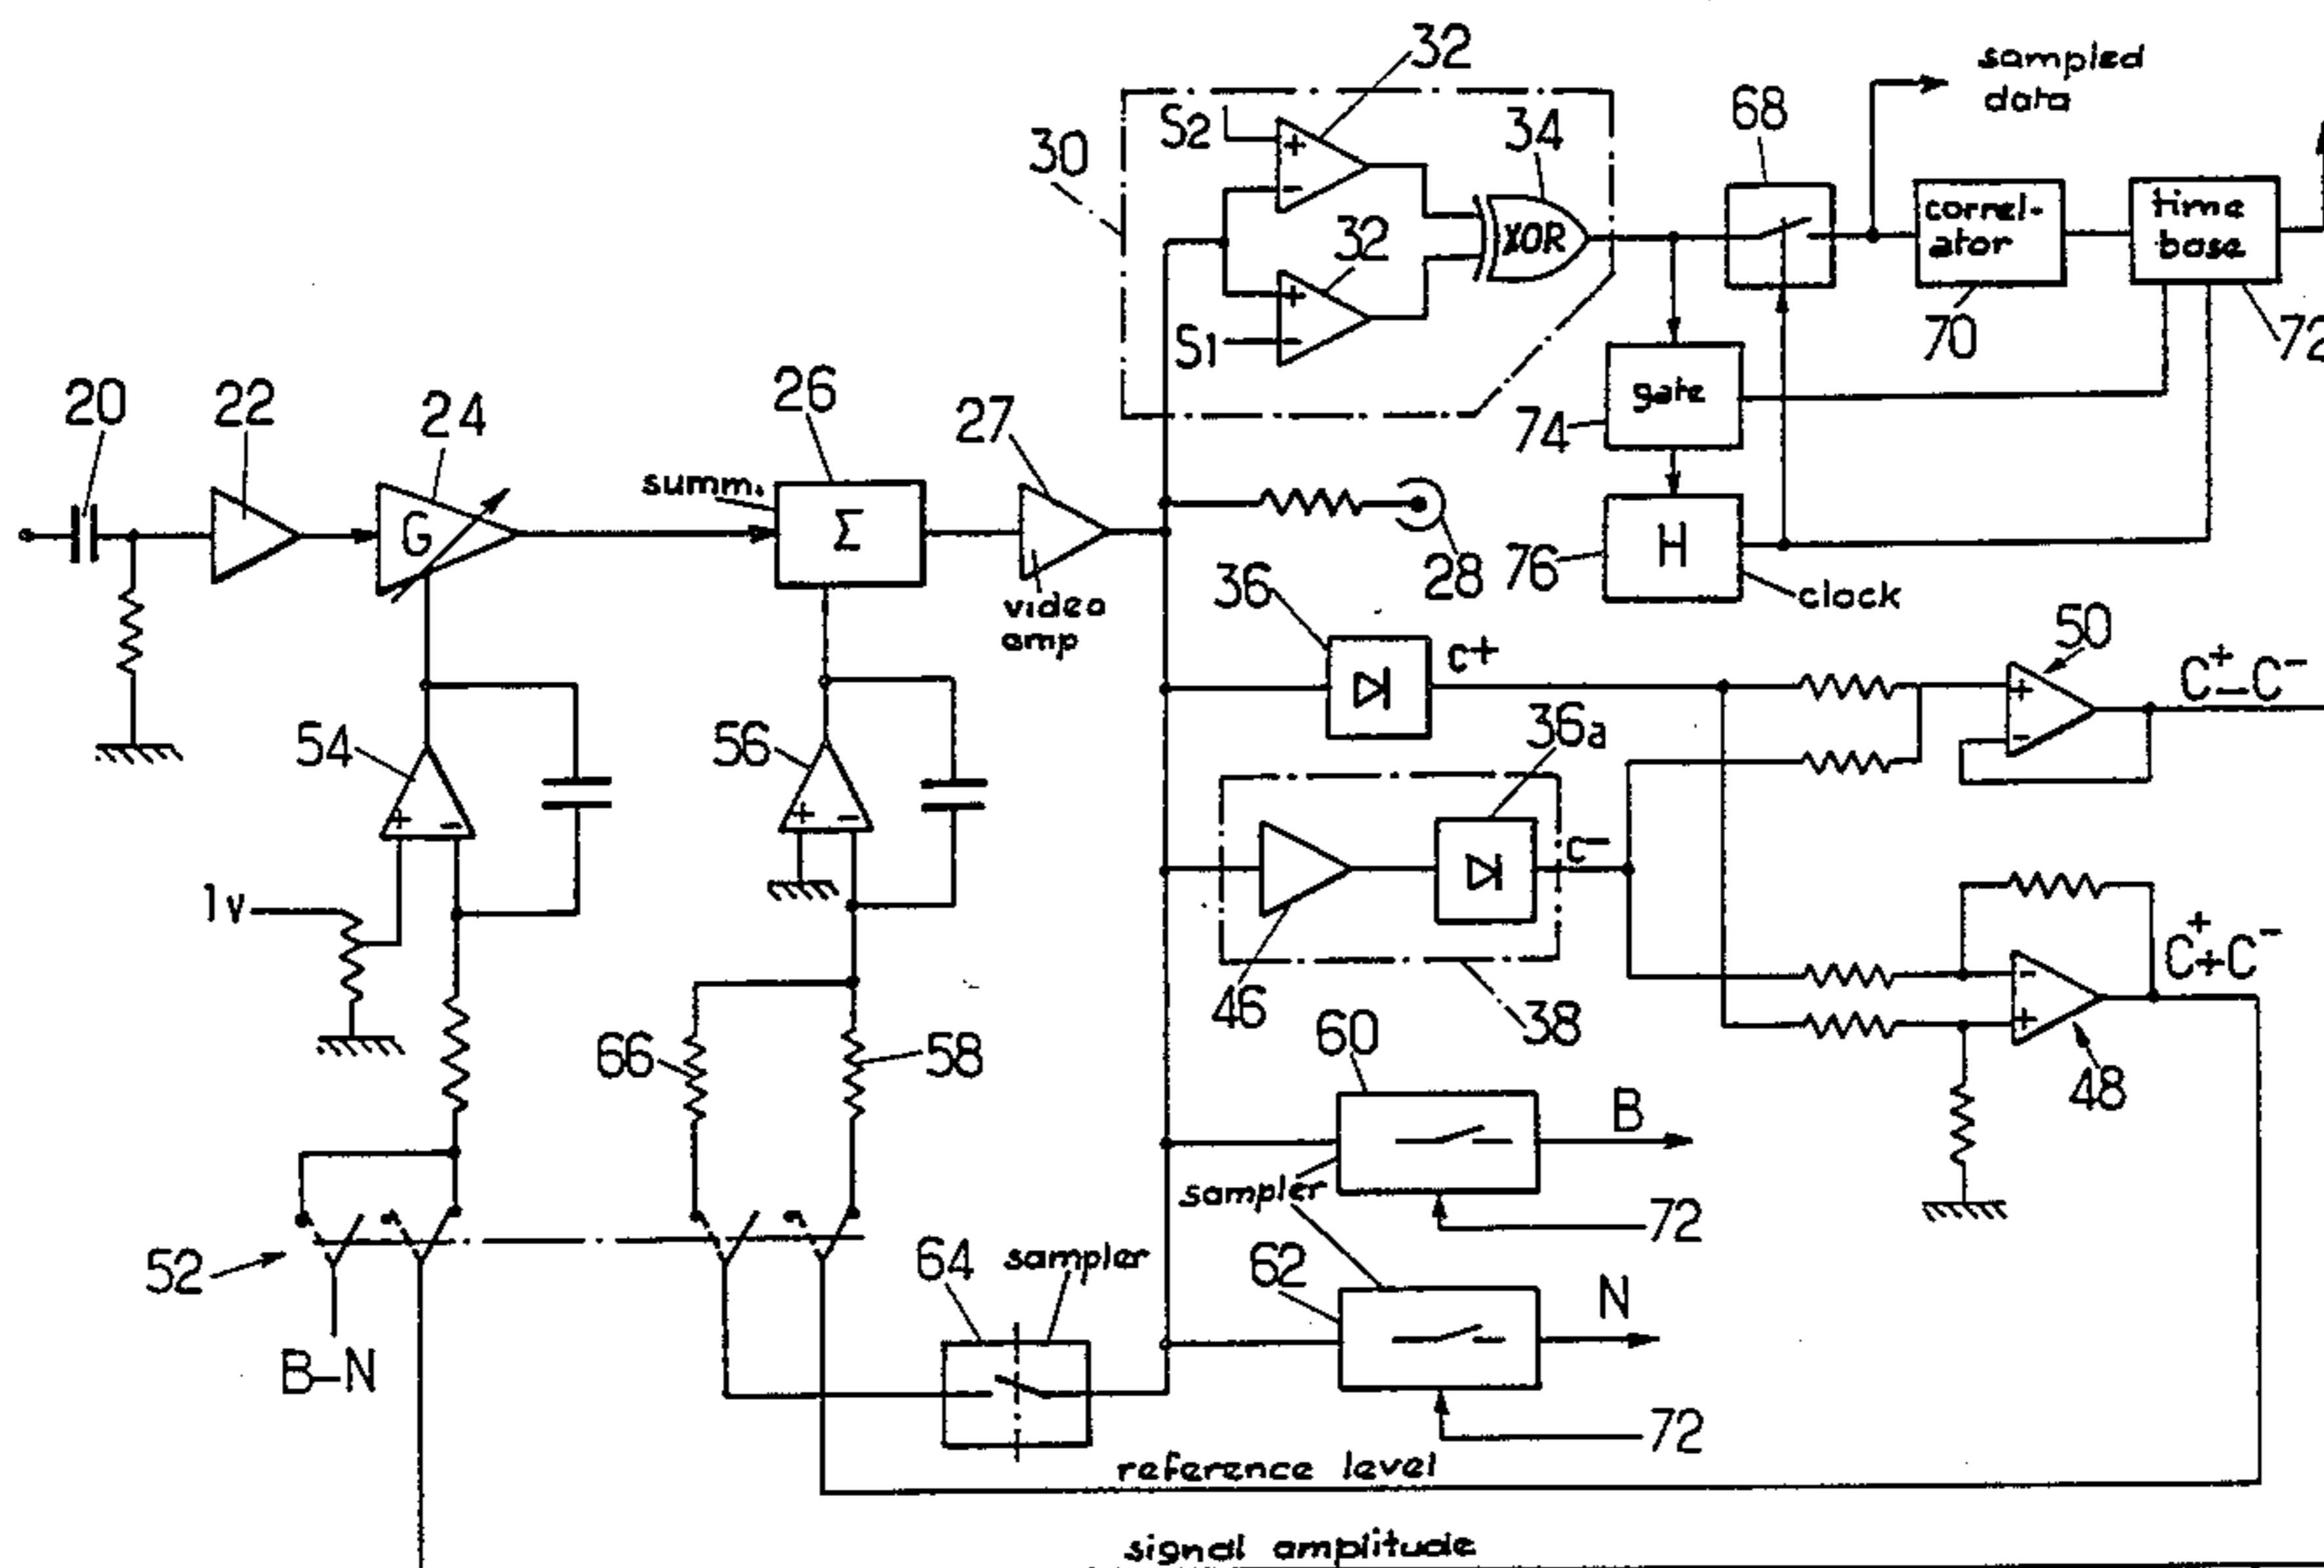 32
sampled
data
S2
+
-
34
68
30
32
XOR
correl-
ator
time
base
+
S1
-
70
72
20
22
24
26
27
gate
74
summ.
G
Σ
H
28
76
clock
video
amp
36
c+
50
C+-C-
+
-
54
56
36a
+ -
+ -
c-
1v
46
38
C++C-
-
+
48
66
58
60
B
sampler
72
52
64
sampler
62
N
B-N
72
reference level
signal amplitude